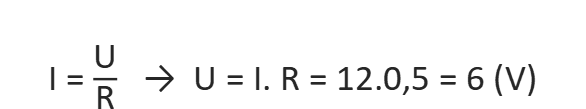 I = U/R → U = I. R = 12.0,5 = 6 (V)